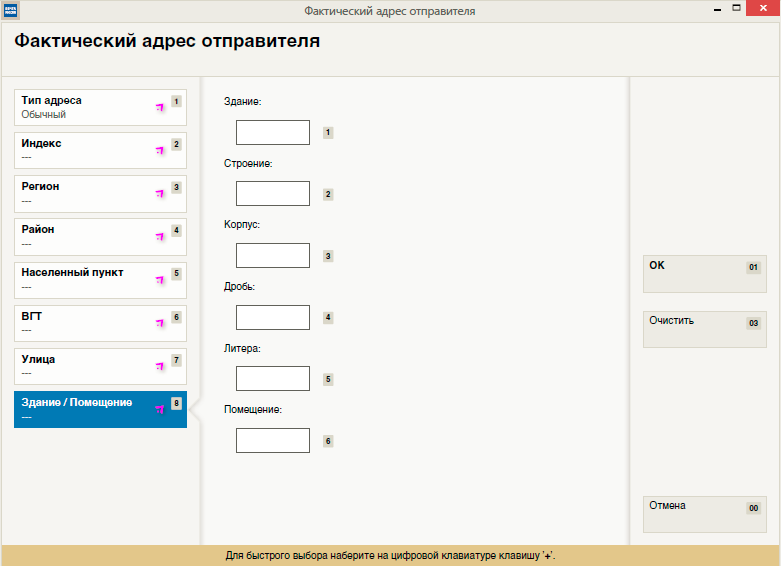 Фактический адрес отправителя
Фактический адрес отправителя
Тип адреса 1
Обычный
Индекс 2
---
Регион 3
---
Район 4
---
Населенный пункт 5
---
ВГТ 6
---
Улица 7
---
Здание / Помещение 8
---
Здание:
1
Строение:
2
Корпус:
3
Дробь:
4
Литера:
5
Помещение:
6
ОК 01
Очистить 03
Отмена 00
Для быстрого выбора наберите на цифровой клавиатуре клавишу '+'.